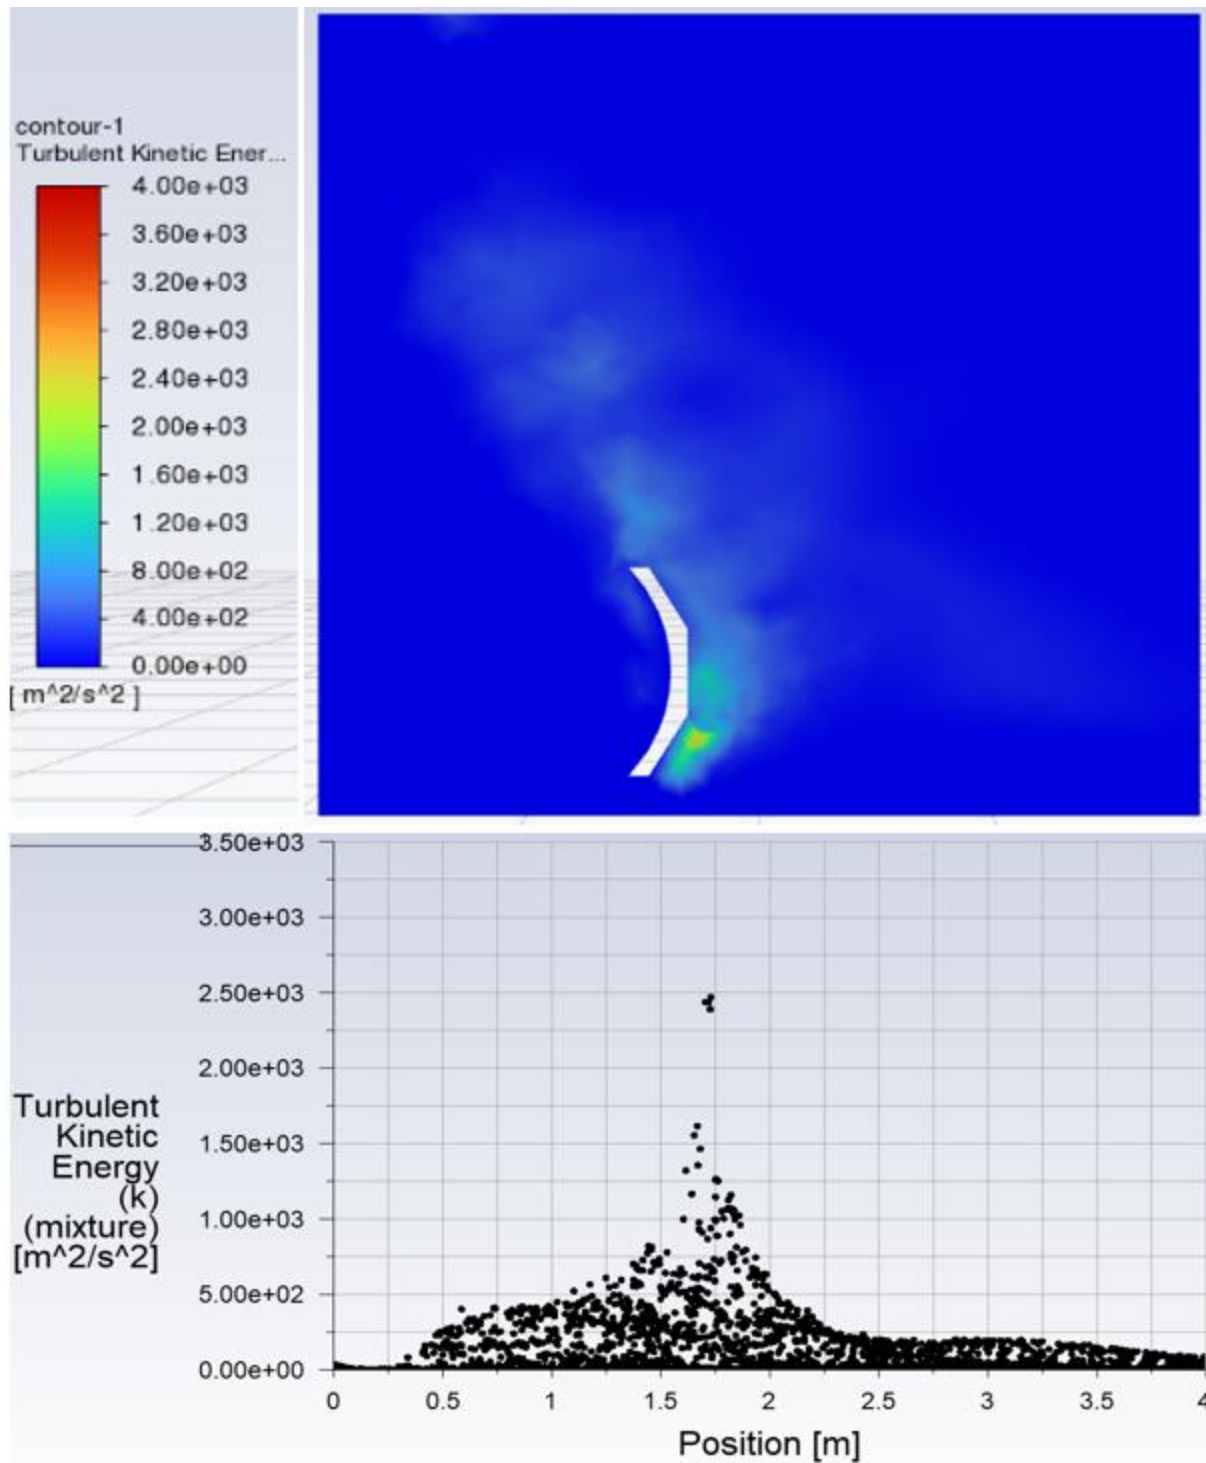 contour-1
Turbulent Kinetic Ener...
4.00e+03
3.60e+03
3.20e+03
2.80e+03
2.40e+03
2.00e+03
1.60e+03
1.20e+03
8.00e+02
4.00e+02
0.00e+00
[ m^2/s^2 ]
3.50e+03
3.00e+03
2.50e+03
2.00e+03
1.50e+03
1.00e+03
5.00e+02
0.00e+00
Turbulent
Kinetic
Energy
(k)
(mixture)
[m^2/s^2]
0 0.5 1 1.5 2 2.5 3 3.5 4
Position [m]